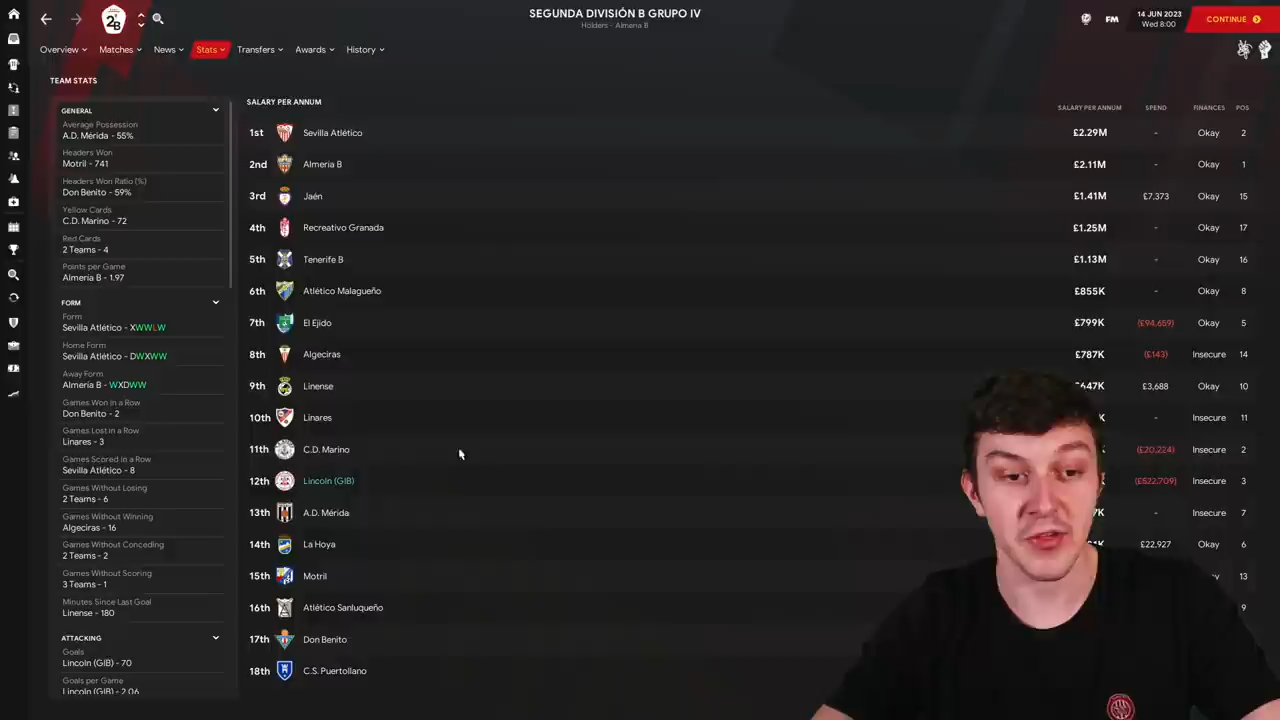 SEGUNDA DIVISIÓN B GRUPO IV
Holders - Almería B
14 JUN 2023
Wed 8:00
CONTINUE
FM
2ªB
Overview Matches News Stats Transfers Awards History
TEAM STATS
GENERAL
Average Possession
A.D. Mérida - 55%
Headers Won
Motril - 741
Headers Won Ratio (%)
Don Benito - 59%
Yellow Cards
C.D. Marino - 72
Red Cards
2 Teams - 4
Points per Game
Almería B - 1.97
FORM
Form
Sevilla Atlético - XWWLW
Home Form
Sevilla Atlético - DWXWW
Away Form
Almería B - WXDWW
Games Won in a Row
Don Benito - 2
Games Lost in a Row
Linares - 3
Games Scored in a Row
Sevilla Atlético - 8
Games Without Losing
2 Teams - 6
Games Without Winning
Algeciras - 16
Games Without Conceding
2 Teams - 2
Games Without Scoring
3 Teams - 1
Minutes Since Last Goal
Linense - 180
ATTACKING
Goals
Lincoln (GIB) - 70
Goals per Game
Lincoln (GIB) - 2.06
SALARY PER ANNUM
SALARY PER ANNUM SPEND FINANCES POS
1st Sevilla Atlético £2.29M - Okay 2
2nd Almería B £2.11M - Okay 1
3rd Jaén £1.41M £7,373 Okay 15
4th Recreativo Granada £1.25M - Okay 17
5th Tenerife B £1.13M - Okay 16
6th Atlético Malagueño £855K - Okay 8
7th El Ejido £799K (£94,659) Okay 5
8th Algeciras £787K (£143) Insecure 14
9th Linense £647K £3,688 Okay 10
10th Linares - Insecure 11
11th C.D. Marino (£20,224) Insecure 2
12th Lincoln (GIB) (£622,709) Insecure 3
13th A.D. Mérida - Insecure 7
14th La Hoya £22,927 Okay 6
15th Motril 13
16th Atlético Sanluqueño 9
17th Don Benito
18th C.S. Puertollano